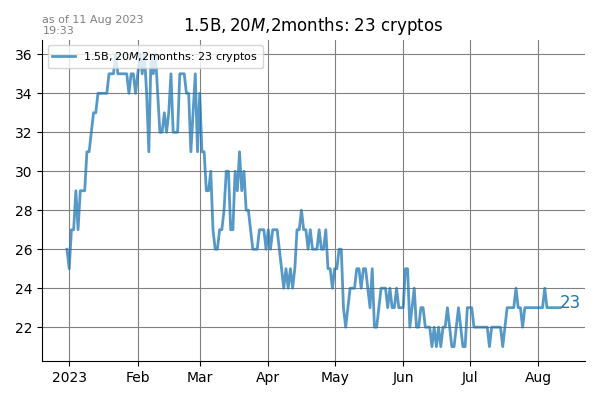 as of 11 Aug 2023
19:33
1.5B, 20M,2months: 23 cryptos
1.5B, 20M,2months: 23 cryptos
36
34
32
30
28
26
24
22
23
2023 Feb Mar Apr May Jun Jul Aug